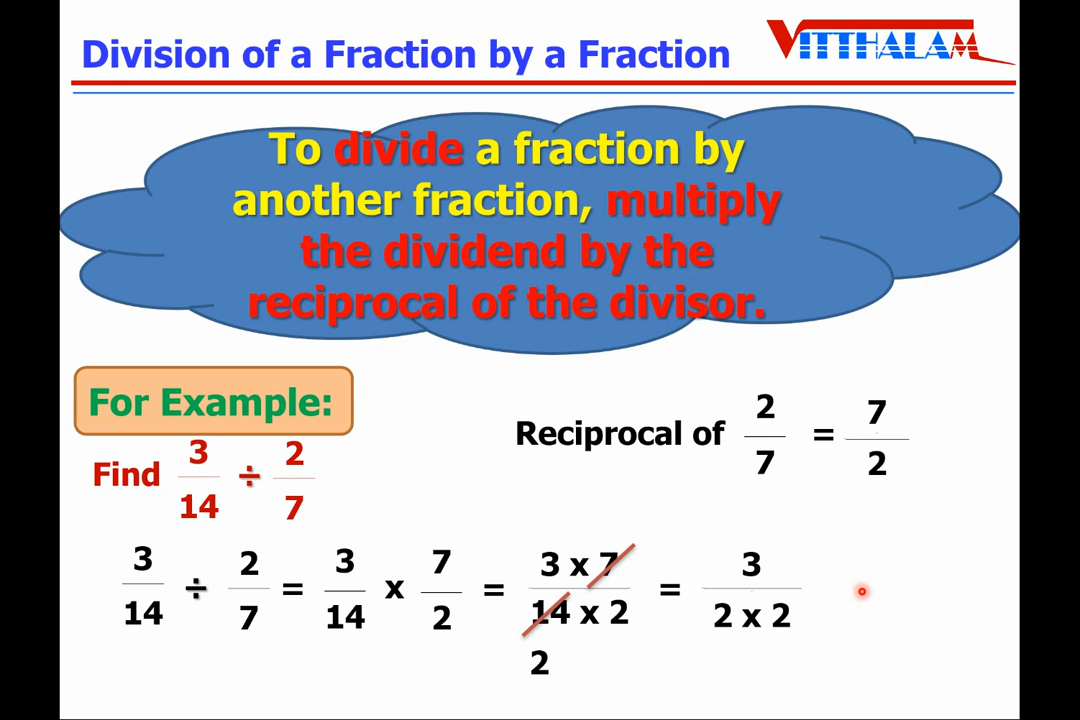 Division of a Fraction by a Fraction
VITTHALAM
To divide a fraction by
another fraction, multiply
the dividend by the
reciprocal of the divisor.
For Example:
Find 3/14 ÷ 2/7
Reciprocal of 2/7 = 7/2
3/14 ÷ 2/7 = 3/14 x 7/2 = 3 x 7/14 x 2 = 3/2 x 2
2